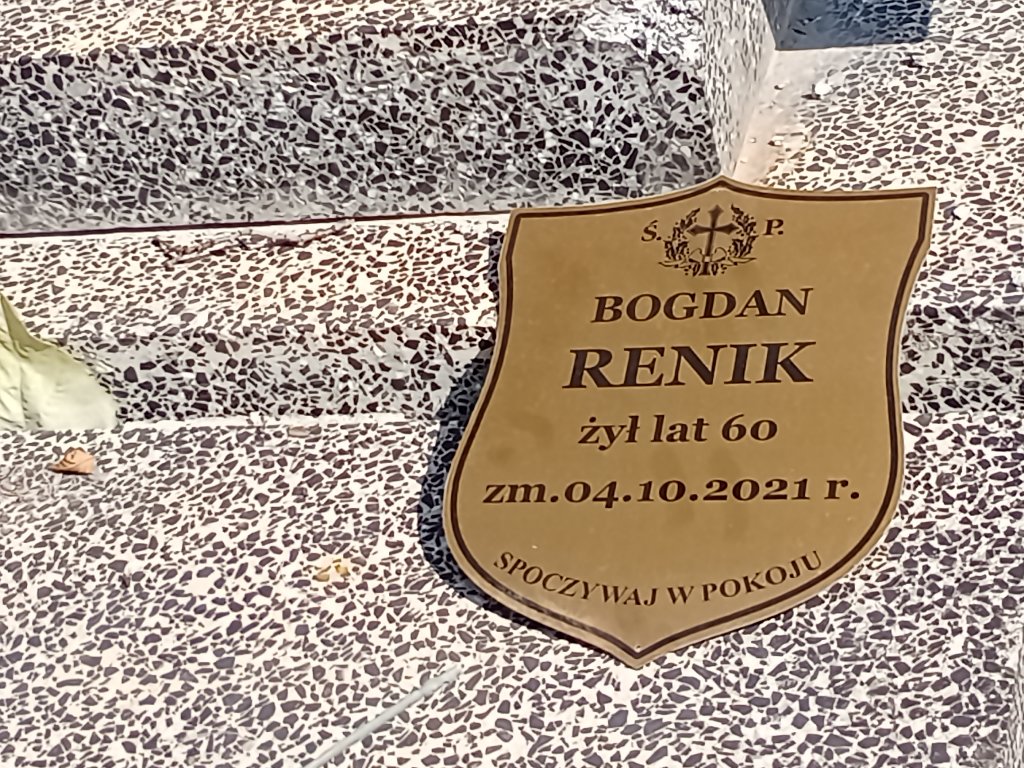 Ś. P.
BOGDAN
RENIK
żył lat 60
zm.04.10.2021 r.
SPOCZYWAJ W POKOJU